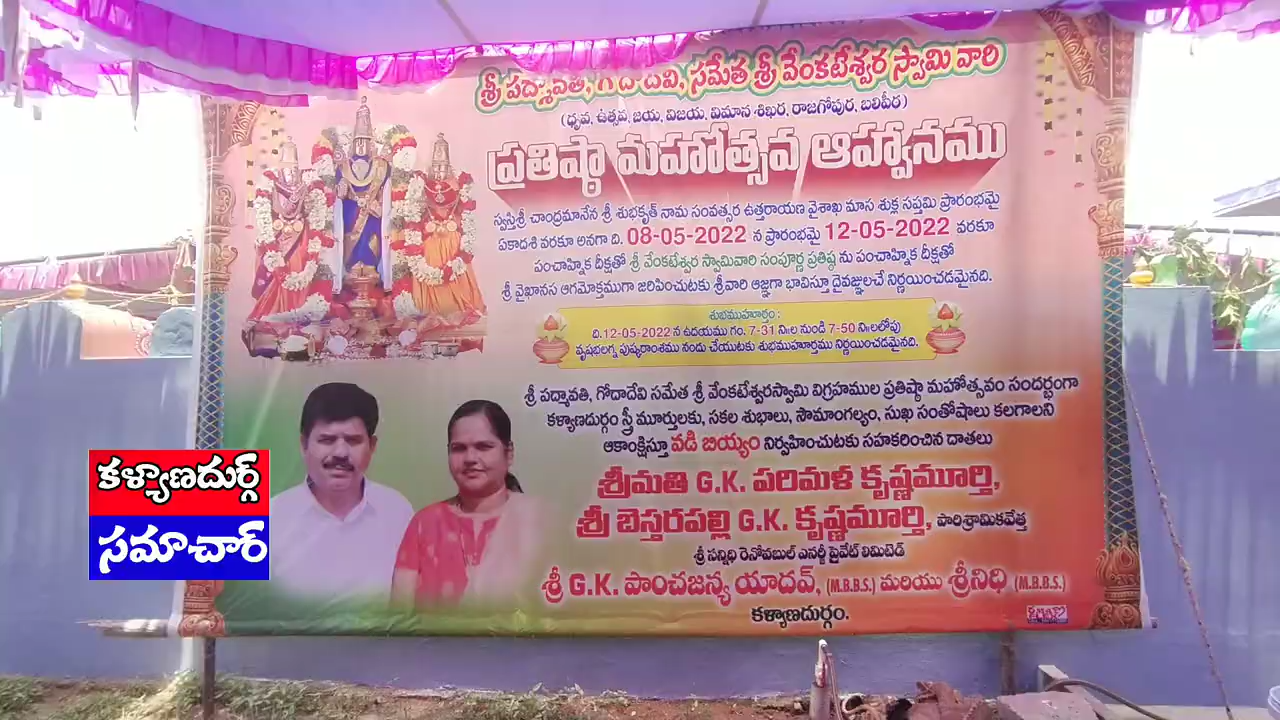 శ్రీ పద్మావతి, గోదాదేవి, సమేత శ్రీ వేంకటేశ్వర స్వామి వారి
(ధృవ, ఉత్సవ, జయ, విజయ, విమాన శిఖర, రాజగోపుర, బలిపీఠ)
ప్రతిష్ఠా మహోత్సవ ఆహ్వానము
స్వస్తిశ్రీ చాంద్రమానేన శ్రీ శుభకృత్ నామ సంవత్సర ఉత్తరాయణ వైశాఖ మాస శుక్ల సప్తమి ప్రారంభమై
ఏకాదశి వరకూ అనగా ది. 08-05-2022 న ప్రారంభమై 12-05-2022 వరకూ
పంచాహ్నిక దీక్షతో శ్రీ వేంకటేశ్వర స్వామివారి సంపూర్ణ ప్రతిష్ఠ ను పంచాహ్నిక దీక్షతో
శ్రీ వైఖానస ఆగమోక్తముగా జరిపించుటకు శ్రీవారి ఆజ్ఞగా భావిస్తూ దైవజ్ఞులచే నిర్ణయించడమైనది.
శుభముహూర్తం :
ది.12-05-2022 న ఉదయము గం. 7-31 ని॥ల నుండి 7-50 ని॥లలోపు
వృషభలగ్న పుష్కరాంశము నందు చేయుటకు శుభముహూర్తము నిర్ణయించడమైనది.
శ్రీ పద్మావతి, గోదాదేవి సమేత శ్రీ వేంకటేశ్వరస్వామి విగ్రహముల ప్రతిష్ఠా మహోత్సవం సందర్భంగా
కళ్యాణదుర్గం స్త్రీ మూర్తులకు, సకల శుభాలు, సౌమాంగల్యం, సుఖ సంతోషాలు కలగాలని
ఆకాంక్షిస్తూ వడి బియ్యం నిర్వహించుటకు సహకరించిన దాతలు
శ్రీమతి G.K. పరిమళ కృష్ణమూర్తి,
శ్రీ బెస్తరపల్లి G.K. కృష్ణమూర్తి, పారిశ్రామికవేత్త
శ్రీ సన్నిధి రెనోవబుల్ ఎనర్జీ ప్రైవేట్ లిమిటెడ్
శ్రీ G.K. పాంచజన్య యాదవ్, (M.B.B.S.) మరియు శ్రీనిధి (M.B.B.S.)
కళ్యాణదుర్గం.
కళ్యాణదుర్గ్
సమాచార్